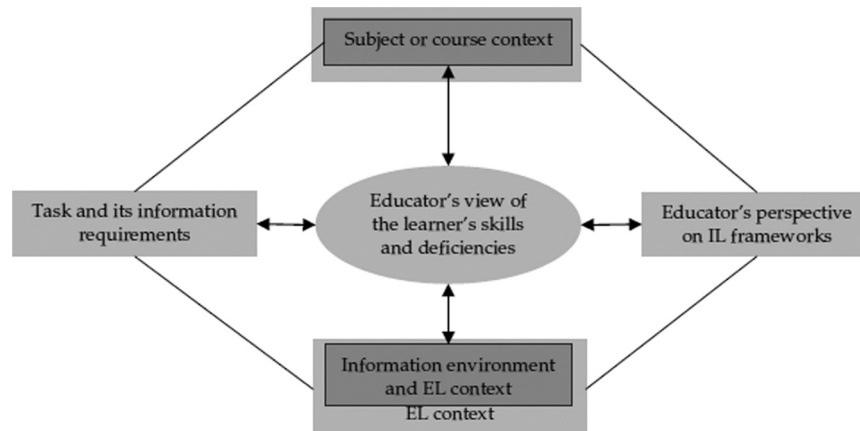 Subject or course context
Task and its information
requirements
Educator's view of
the learner's skills
and deficiencies
Educator's perspective
on IL frameworks
Information environment
and EL context
EL context